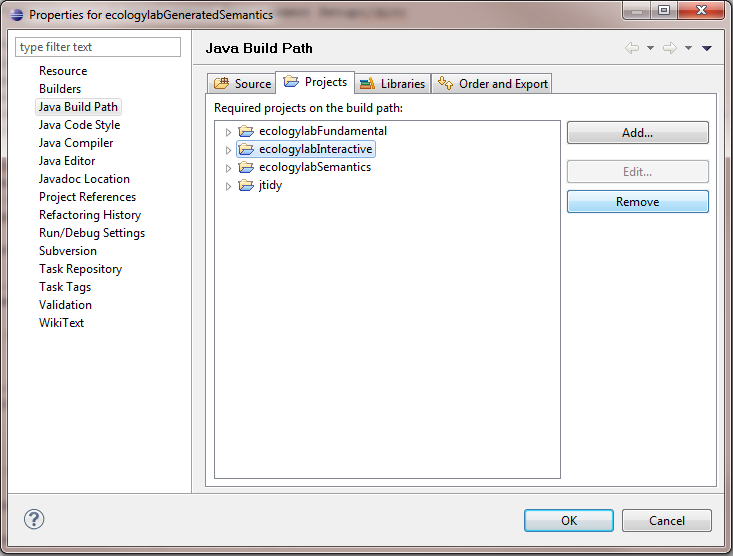 Properties for ecologylabGeneratedSemantics
type filter text
Resource
Builders
Java Build Path
Java Code Style
Java Compiler
Java Editor
Javadoc Location
Project References
Refactoring History
Run/Debug Settings
Subversion
Task Repository
Task Tags
Validation
WikiText
Java Build Path
Source
Projects
Libraries
Order and Export
Required projects on the build path:
ecologylabFundamental
ecologylabInteractive
ecologylabSemantics
jtidy
Add...
Edit...
Remove
?
OK
Cancel